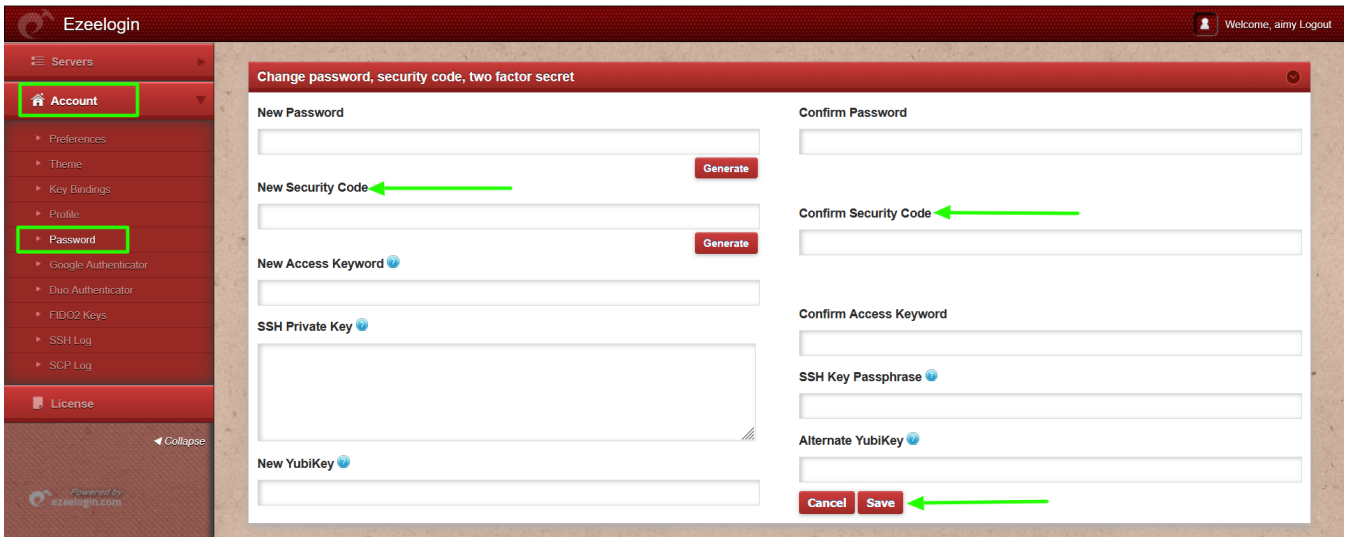 Ezeelogin
Welcome, aimy Logout
Servers
Account
Preferences
Theme
Key Bindings
Profile
Password
Google Authenticator
Duo Authenticator
FIDO2 Keys
SSH Log
SCP Log
License
Collapse
Powered by
ezeelogin.com
Change password, security code, two factor secret
New Password
Confirm Password
Generate
New Security Code
Confirm Security Code
Generate
New Access Keyword ?
Confirm Access Keyword
SSH Private Key ?
SSH Key Passphrase ?
Alternate YubiKey ?
New YubiKey ?
Cancel Save